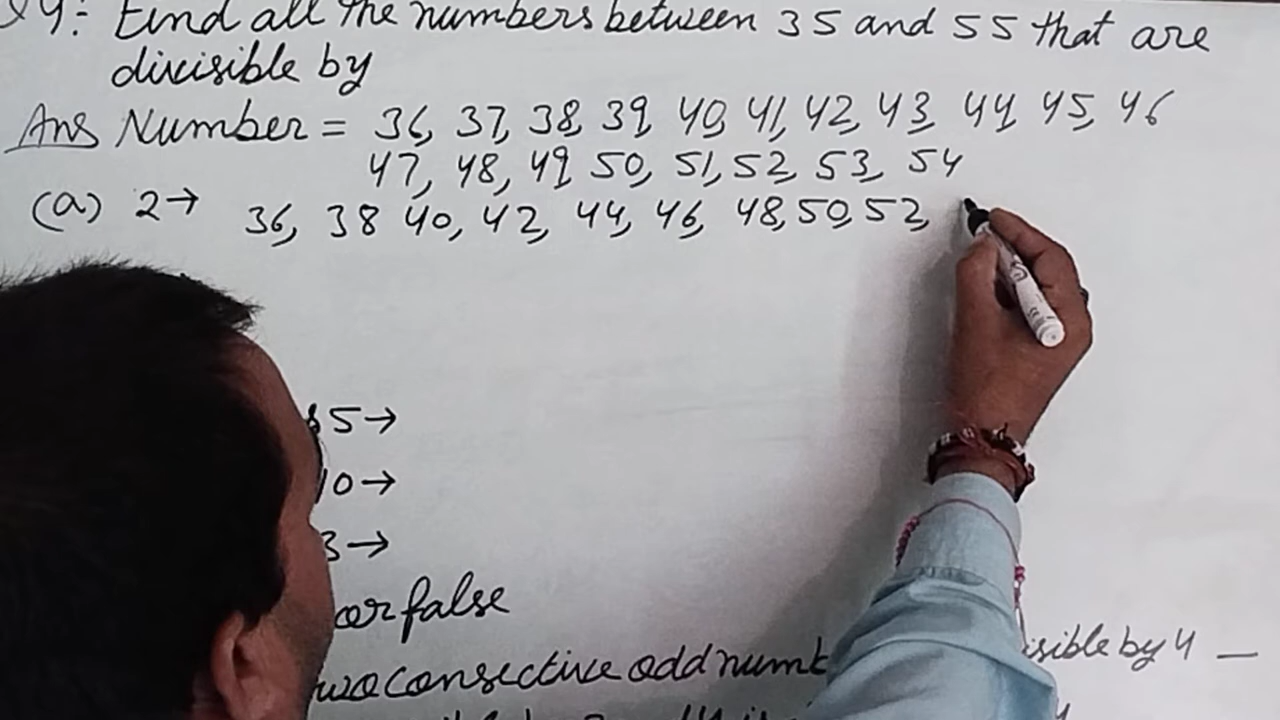 Find all the numbers between 35 and 55 that are
divisible by
Ans Number = 36, 37, 38, 39, 40, 41, 42, 43, 44, 45, 46
47, 48, 49 50, 51, 52, 53, 54
(a) 2→ 36, 38 40, 42, 44, 46, 48, 50, 52,
5→
10→
3→
or false
two consective odd numb
isible by 4 _